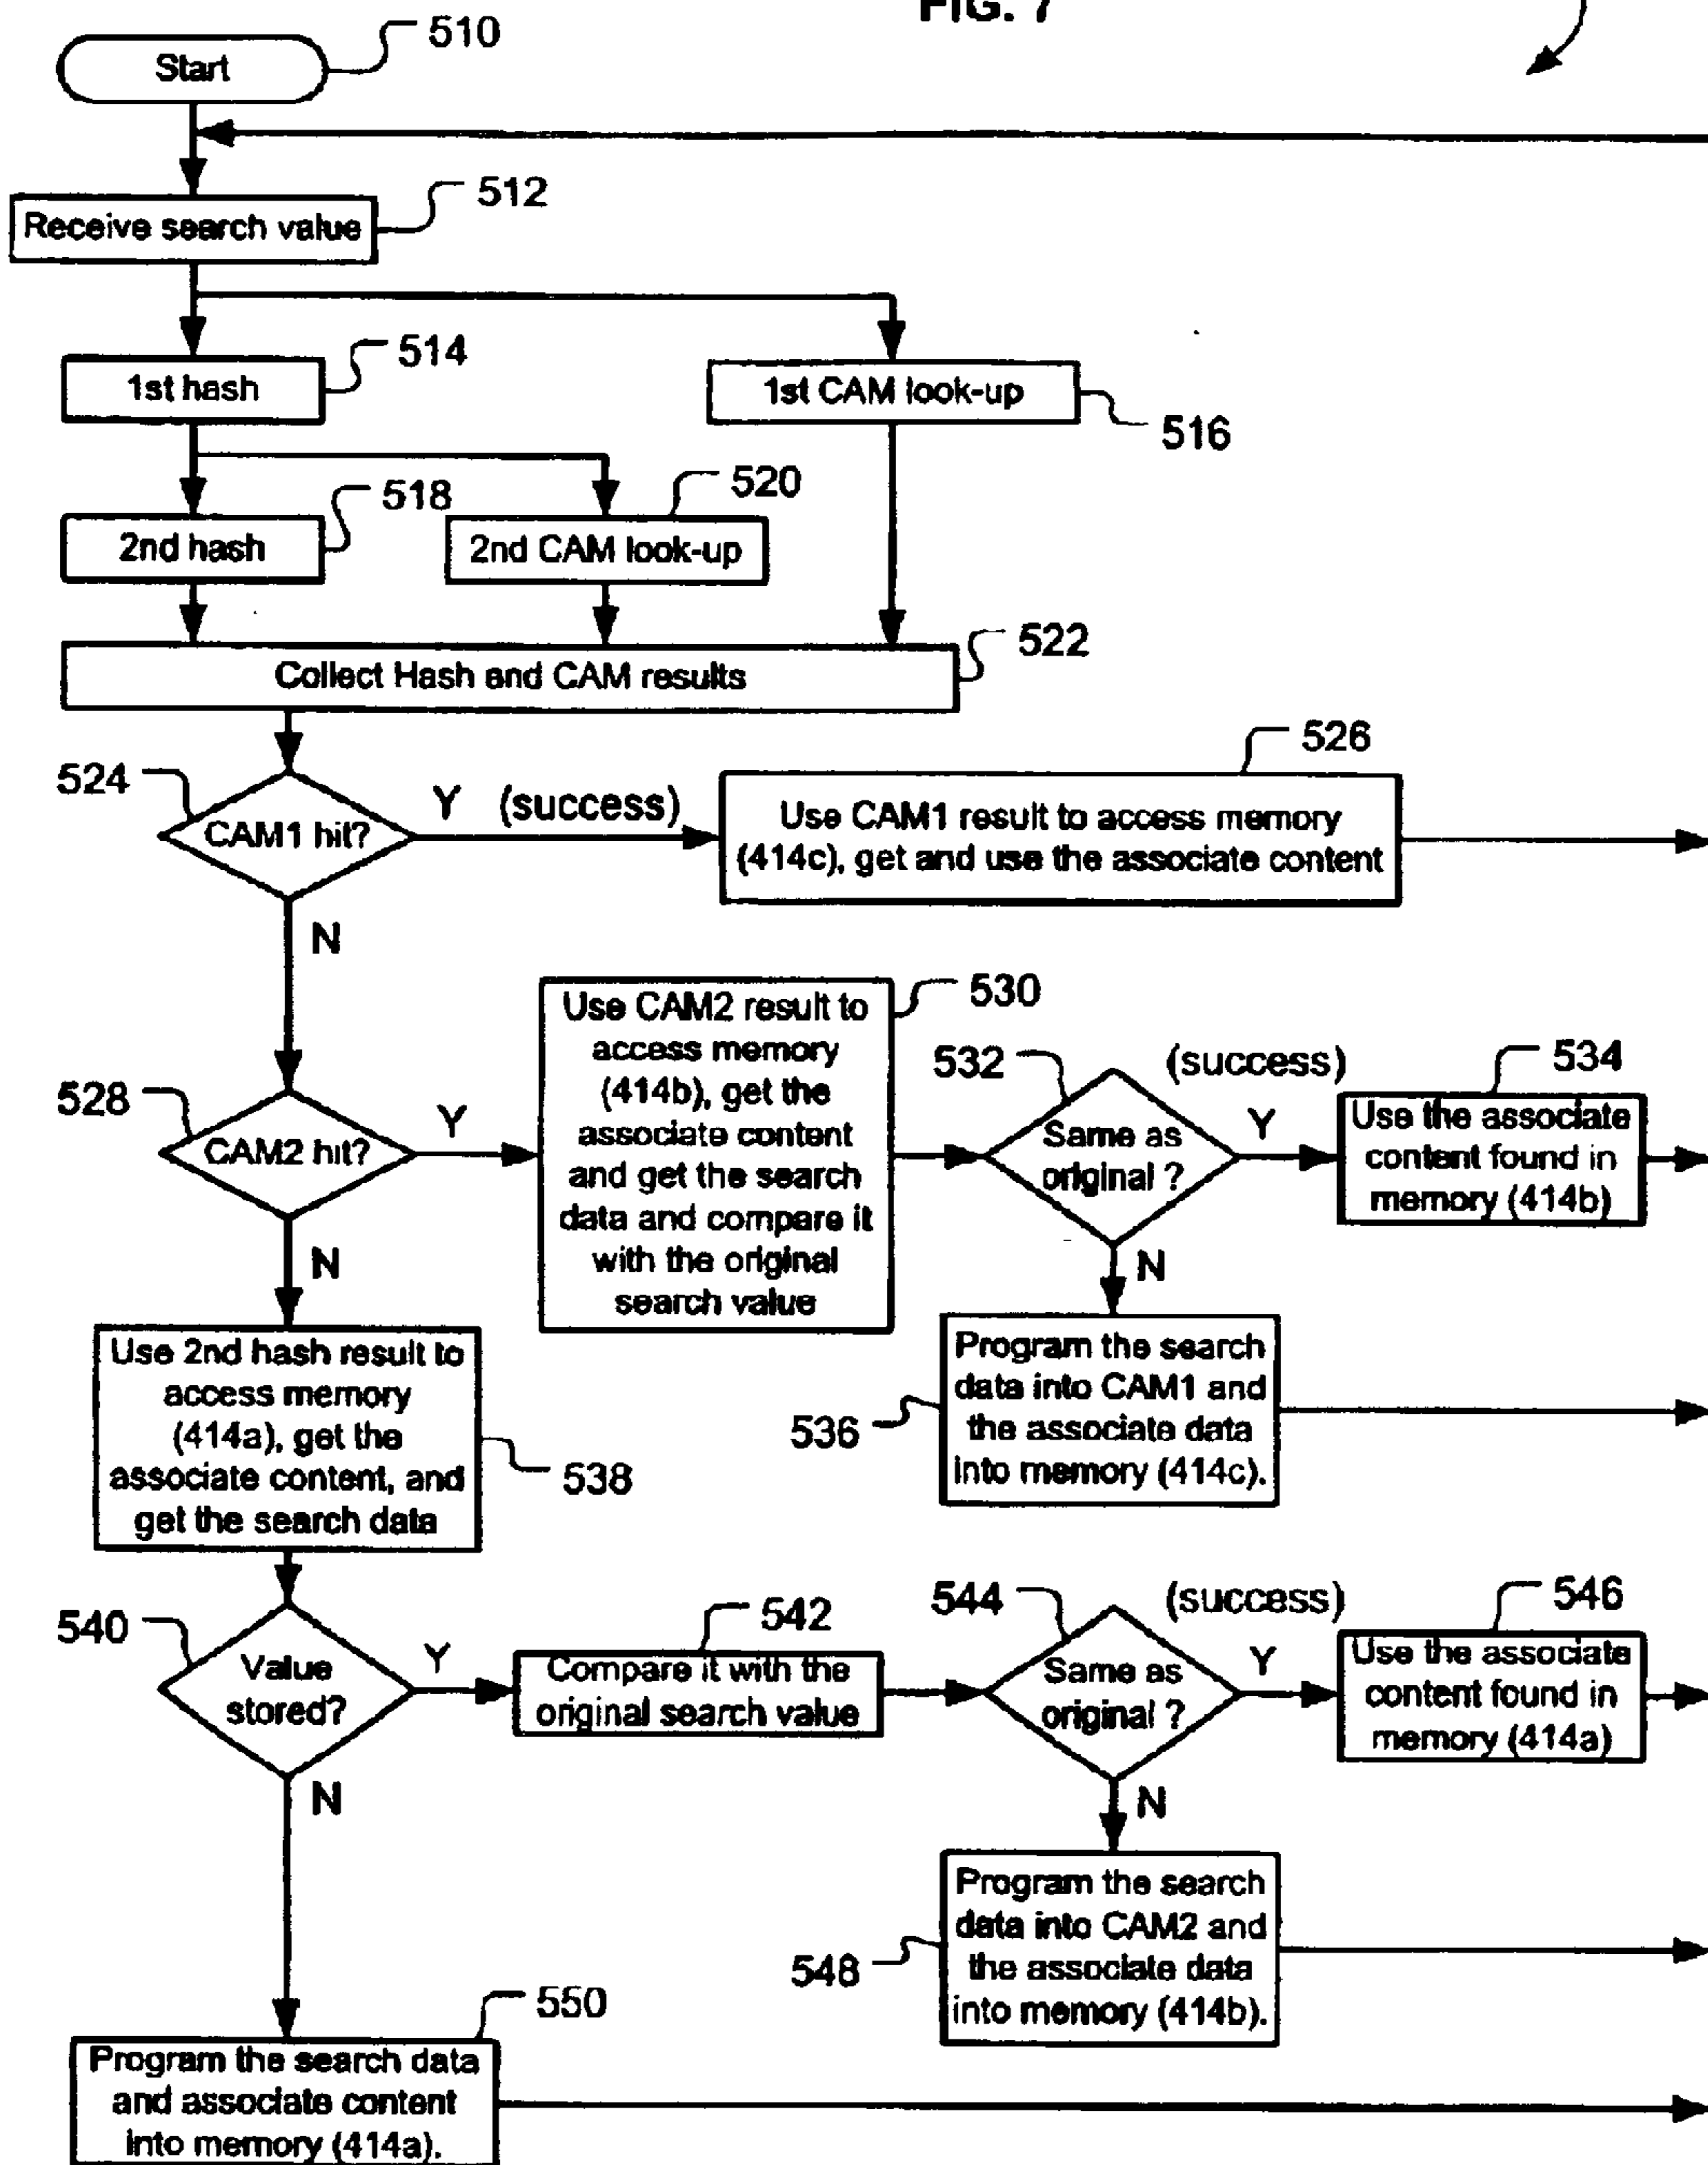 FIG. 7
Start
510
Receive search value
512
1st hash
514
1st CAM look-up
516
2nd hash
518
2nd CAM look-up
520
Collect Hash and CAM results
522
524
CAM1 hit?
Y (success)
N
526
Use CAM1 result to access memory
(414c), get and use the associate content
528
CAM2 hit?
Y
N
530
Use CAM2 result to
access memory
(414b), get the
associate content
and get the search
data and compare it
with the original
search value
532
Same as
original ?
(success)
Y
N
534
Use the associate
content found in
memory (414b)
536
Program the search
data into CAM1 and
the associate data
into memory (414c).
Use 2nd hash result to
access memory
(414a), get the
associate content, and
get the search data
538
540
Value
stored?
Y
N
542
Compare it with the
original search value
544
Same as
original ?
(success)
Y
N
546
Use the associate
content found in
memory (414a)
548
Program the search
data into CAM2 and
the associate data
into memory (414b).
550
Program the search data
and associate content
into memory (414a).